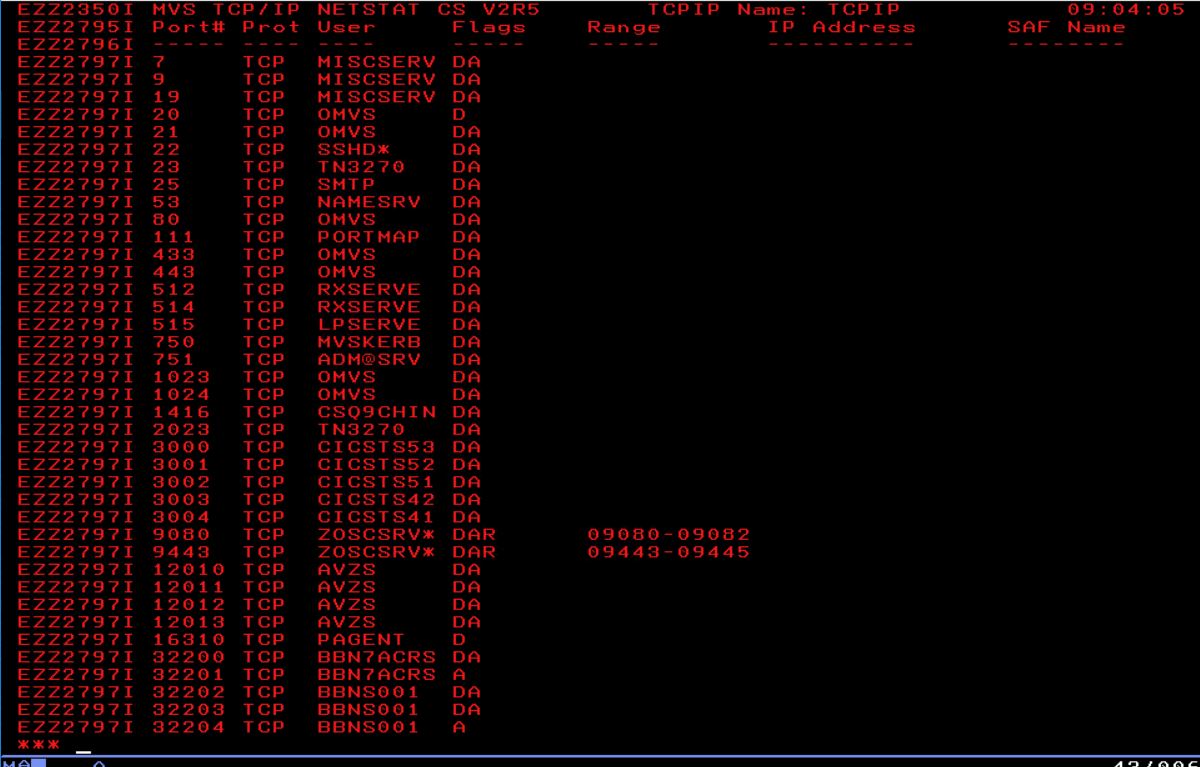 EZZ2350I MVS TCP/IP NETSTAT CS V2R5 TCPIP Name: TCPIP 09:04:05
EZZ2795I Port# Prot User Flags Range IP Address SAF Name
EZZ2796I ----- ---- ---- ----- ----- ---------- --------
EZZ2797I 7 TCP MISCSERV DA
EZZ2797I 9 TCP MISCSERV DA
EZZ2797I 19 TCP MISCSERV DA
EZZ2797I 20 TCP OMVS D
EZZ2797I 21 TCP OMVS DA
EZZ2797I 22 TCP SSHD* DA
EZZ2797I 23 TCP TN3270 DA
EZZ2797I 25 TCP SMTP DA
EZZ2797I 53 TCP NAMESRV DA
EZZ2797I 80 TCP OMVS DA
EZZ2797I 111 TCP PORTMAP DA
EZZ2797I 433 TCP OMVS DA
EZZ2797I 443 TCP OMVS DA
EZZ2797I 512 TCP RXSERVE DA
EZZ2797I 514 TCP RXSERVE DA
EZZ2797I 515 TCP LPSERVE DA
EZZ2797I 750 TCP MVSKERB DA
EZZ2797I 751 TCP ADM@SRV DA
EZZ2797I 1023 TCP OMVS DA
EZZ2797I 1024 TCP OMVS DA
EZZ2797I 1416 TCP CSQ9CHIN DA
EZZ2797I 2023 TCP TN3270 DA
EZZ2797I 3000 TCP CICSTS53 DA
EZZ2797I 3001 TCP CICSTS52 DA
EZZ2797I 3002 TCP CICSTS51 DA
EZZ2797I 3003 TCP CICSTS42 DA
EZZ2797I 3004 TCP CICSTS41 DA
EZZ2797I 9080 TCP ZOSCSRV* DAR 09080-09082
EZZ2797I 9443 TCP ZOSCSRV* DAR 09443-09445
EZZ2797I 12010 TCP AVZS DA
EZZ2797I 12011 TCP AVZS DA
EZZ2797I 12012 TCP AVZS DA
EZZ2797I 12013 TCP AVZS DA
EZZ2797I 16310 TCP PAGENT D
EZZ2797I 32200 TCP BBN7ACRS DA
EZZ2797I 32201 TCP BBN7ACRS A
EZZ2797I 32202 TCP BBNS001 DA
EZZ2797I 32203 TCP BBNS001 DA
EZZ2797I 32204 TCP BBNS001 A
*** _